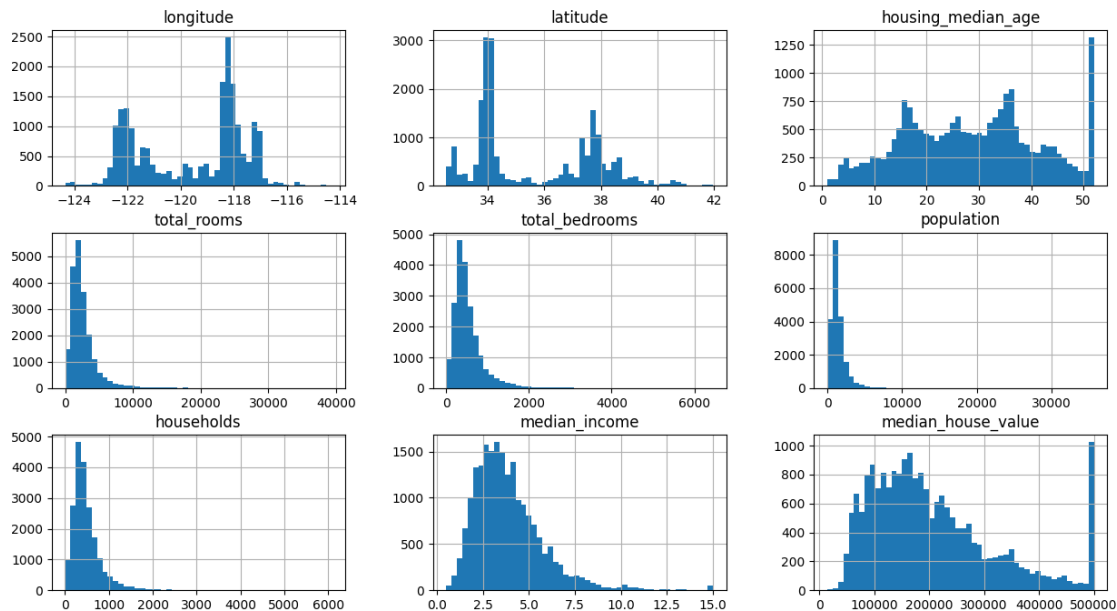 longitude
2500
2000
1500
1000
500
0
−124 −122 −120 −118 −116 −114
latitude
3000
2000
1000
0
34 36 38 40 42
housing_median_age
1250
1000
750
500
250
0
0 10 20 30 40 50
total_rooms
5000
4000
3000
2000
1000
0
0 10000 20000 30000 40000
total_bedrooms
5000
4000
3000
2000
1000
0
0 2000 4000 6000
population
8000
6000
4000
2000
0
0 10000 20000 30000
households
5000
4000
3000
2000
1000
0
0 1000 2000 3000 4000 5000 6000
median_income
1500
1000
500
0
2.5 5.0 7.5 10.0 12.5 15.0
median_house_value
1000
800
600
400
200
0
0 100000 200000 300000 400000 500000